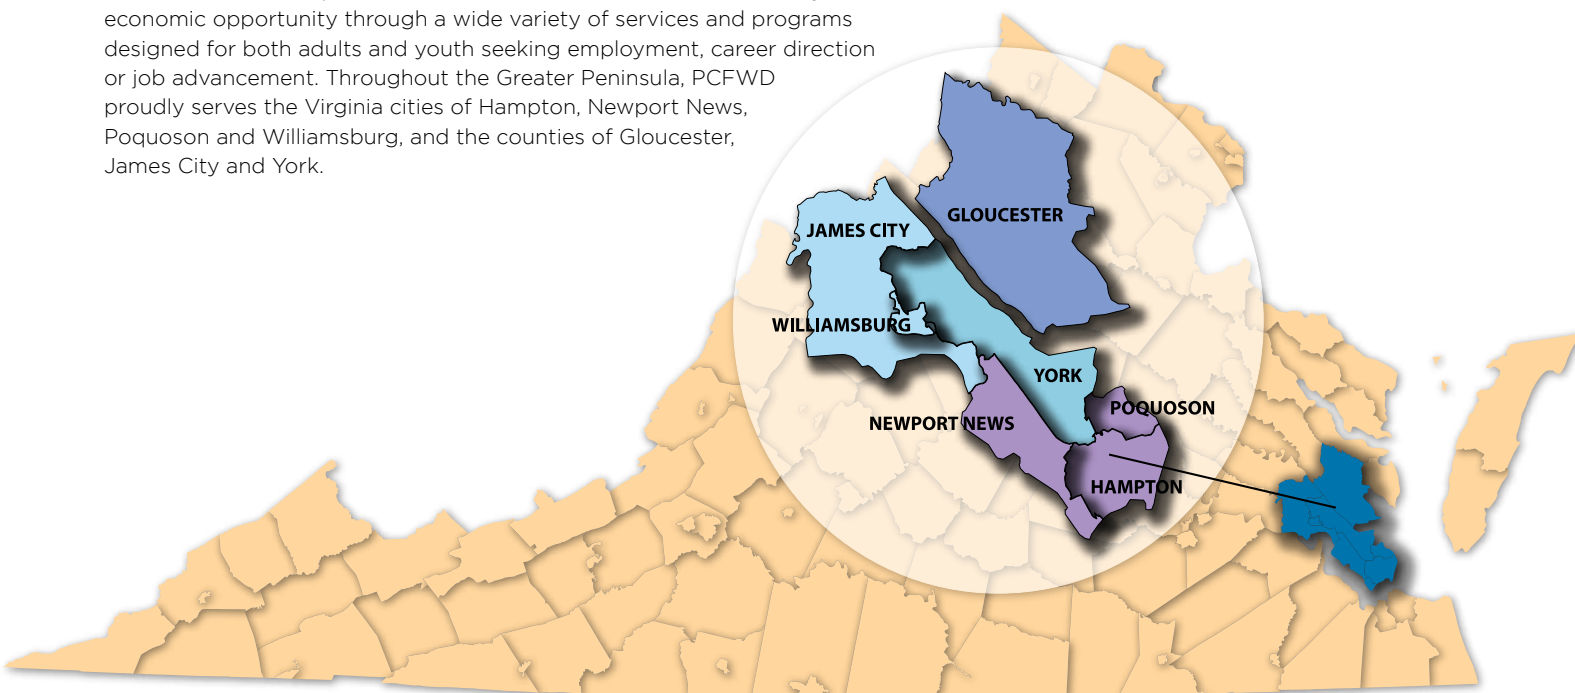 economic opportunity through a wide variety of services and programs
designed for both adults and youth seeking employment, career direction
or job advancement. Throughout the Greater Peninsula, PCFWD
proudly serves the Virginia cities of Hampton, Newport News,
Poquoson and Williamsburg, and the counties of Gloucester,
James City and York.
GLOUCESTER
JAMES CITY
WILLIAMSBURG
YORK
POQUOSON
NEWPORT NEWS
HAMPTON